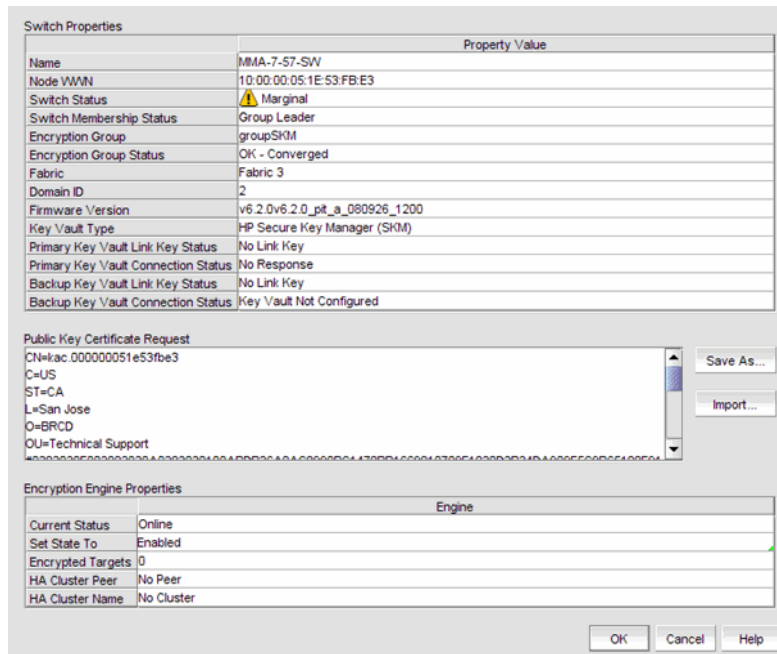 Switch Properties
Property Value
Name MMA-7-57-SW
Node WWN 10:00:00:05:1E:53:FB:E3
Switch Status Marginal
Switch Membership Status Group Leader
Encryption Group groupSKM
Encryption Group Status OK - Converged
Fabric Fabric 3
Domain ID 2
Firmware Version v6.2.0v6.2.0_pit_a_080926_1200
Key Vault Type HP Secure Key Manager (SKM)
Primary Key Vault Link Key Status No Link Key
Primary Key Vault Connection Status No Response
Backup Key Vault Link Key Status No Link Key
Backup Key Vault Connection Status Key Vault Not Configured
Public Key Certificate Request
CN=kac.000000051e53fbe3
C=US
ST=CA
L=San Jose
O=BRCD
OU=Technical Support
Save As...
Import...
Encryption Engine Properties
Engine
Current Status Online
Set State To Enabled
Encrypted Targets 0
HA Cluster Peer No Peer
HA Cluster Name No Cluster
OK Cancel Help